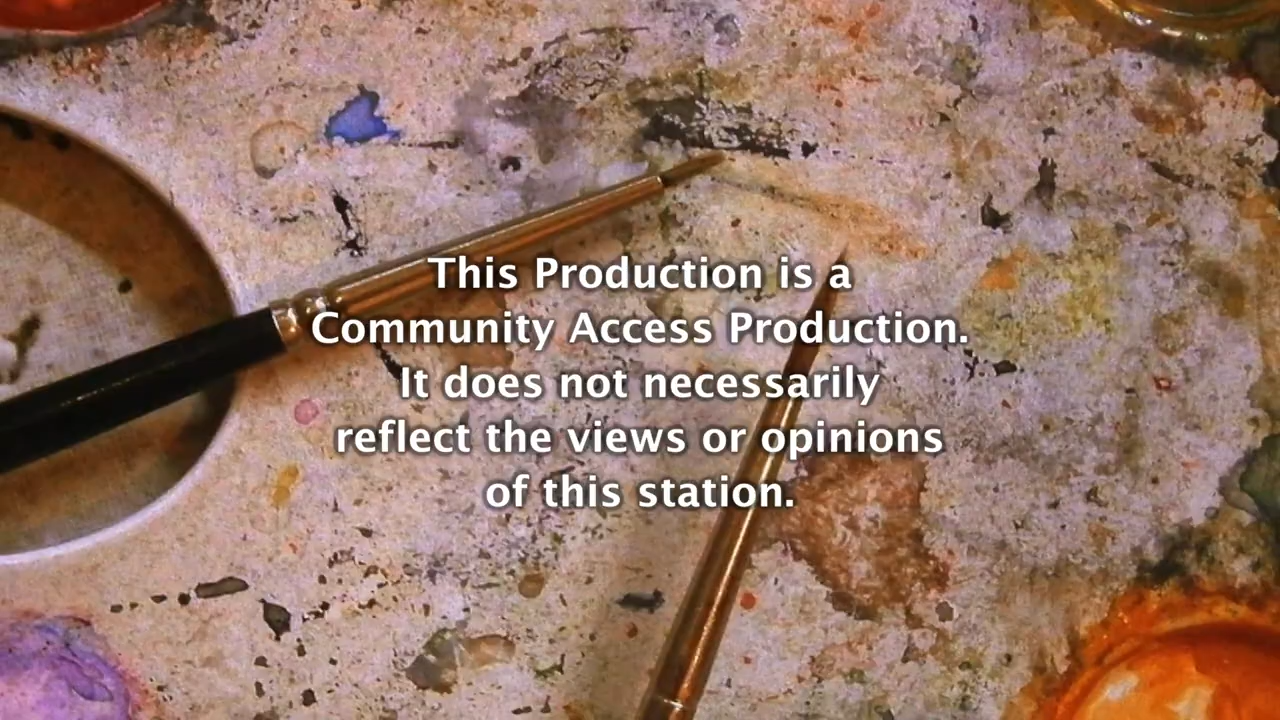 This Production is a
Community Access Production.
It does not necessarily
reflect the views or opinions
of this station.